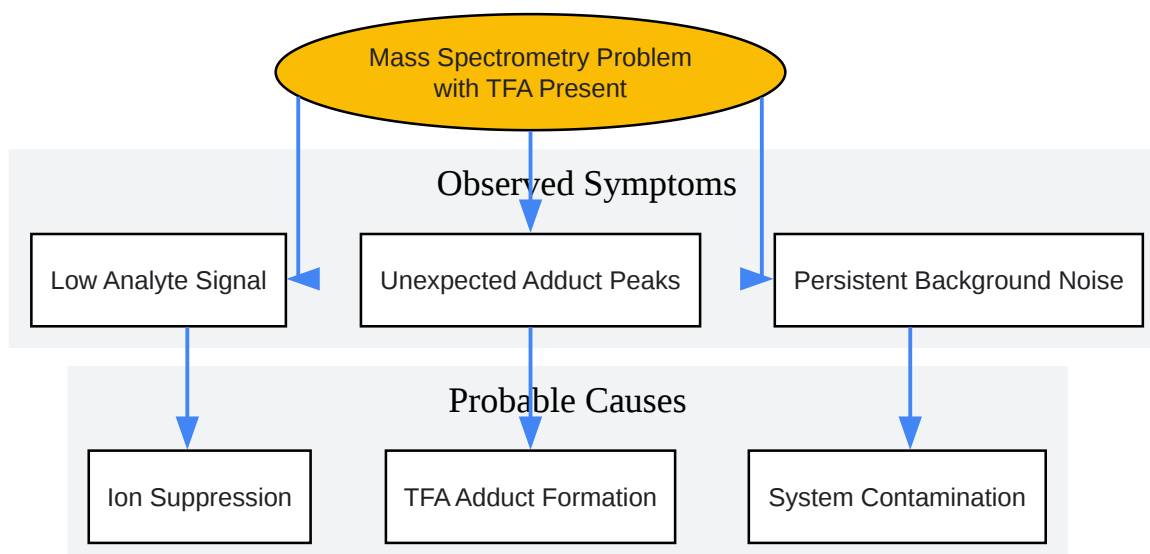 Mass Spectrometry Problem
with TFA Present
Observed Symptoms
Low Analyte Signal
Unexpected Adduct Peaks
Persistent Background Noise
Probable Causes
Ion Suppression
TFA Adduct Formation
System Contamination